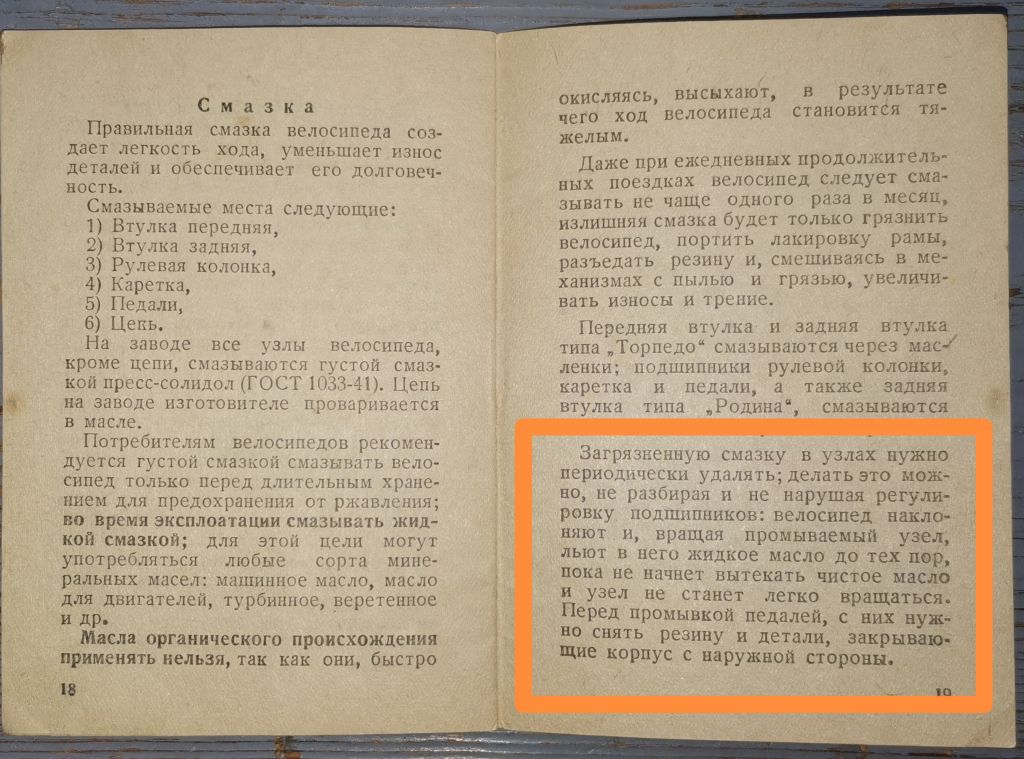 Смазка
Правильная смазка велосипеда соз-
дает легкость хода, уменьшает износ
деталей и обеспечивает его долговеч-
ность.
Смазываемые места следующие:
1) Втулка передняя,
2) Втулка задняя,
3) Рулевая колонка,
4) Каретка,
5) Педали,
6) Цепь.
На заводе все узлы велосипеда,
кроме цепи, смазываются густой смаз-
кой пресс-солидол (ГОСТ 1033-41). Цепь
на заводе изготовителе проваривается
в масле.
Потребителям велосипедов рекомен-
дуется густой смазкой смазывать вело-
сипед только перед длительным хране-
нием для предохранения от ржавления;
во время эксплоатации смазывать жид-
кой смазкой; для этой цели могут
употребляться любые сорта мине-
ральных масел: машинное масло, масло
для двигателей, турбинное, веретенное
и др.
Масла органического происхождения
применять нельзя, так как они, быстро
18
окисляясь, высыхают, в результате
чего ход велосипеда становится тя-
желым.
Даже при ежедневных продолжитель-
ных поездках велосипед следует сма-
зывать не чаще одного раза в месяц,
излишняя смазка будет только грязнить
велосипед, портить лакировку рамы,
разъедать резину и, смешиваясь в ме-
ханизмах с пылью и грязью, увеличи-
вать износы и трение.
Передняя втулка и задняя втулка
типа „Торпедо“ смазываются через мас-
ленки; подшипники рулевой колонки,
каретка и педали, а также задняя
втулка типа „Родина“, смазываются
Загрязненную смазку в узлах нужно
периодически удалять; делать это мож-
но, не разбирая и не нарушая регули-
ровку подшипников: велосипед накло-
няют и, вращая промываемый узел,
льют в него жидкое масло до тех пор,
пока не начнет вытекать чистое масло
и узел не станет легко вращаться.
Перед промывкой педалей, с них нуж-
но снять резину и детали, закрываю-
щие корпус с наружной стороны.
19